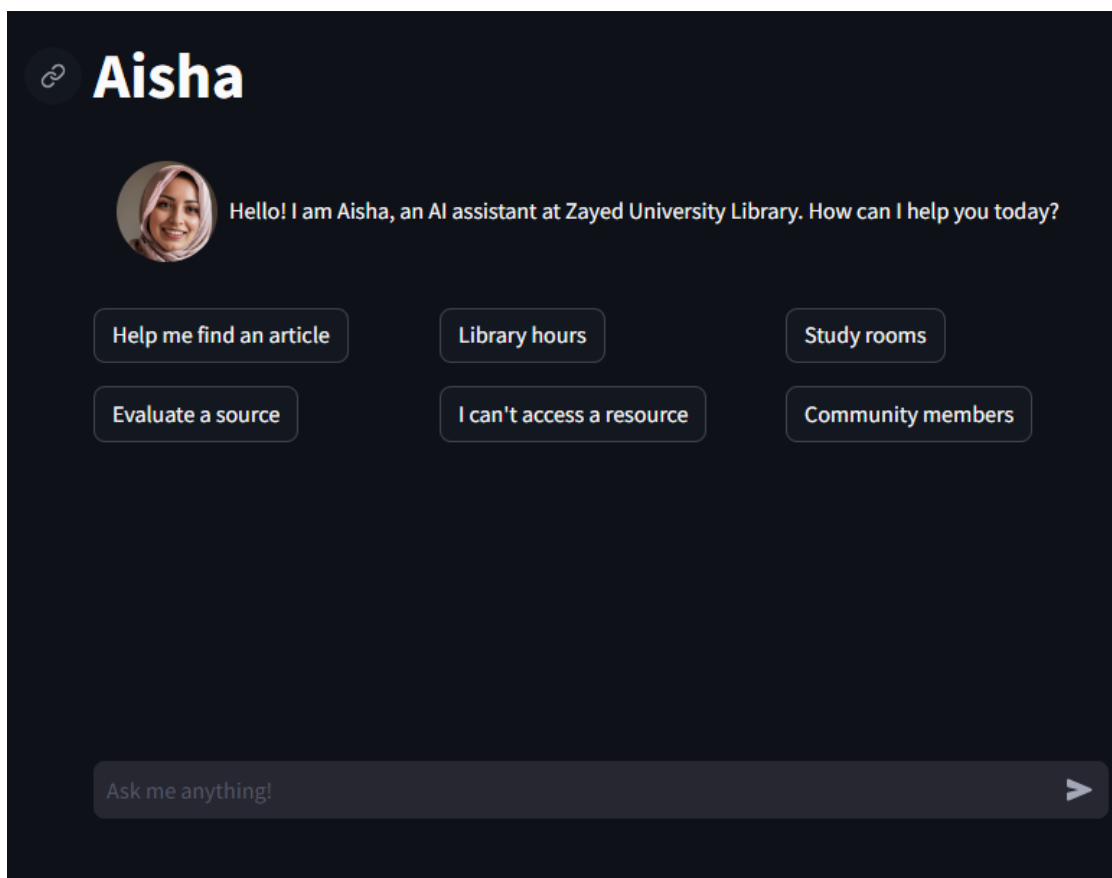 Aisha
Hello! I am Aisha, an AI assistant at Zayed University Library. How can I help you today?
Help me find an article
Library hours
Study rooms
Evaluate a source
I can't access a resource
Community members
Ask me anything!